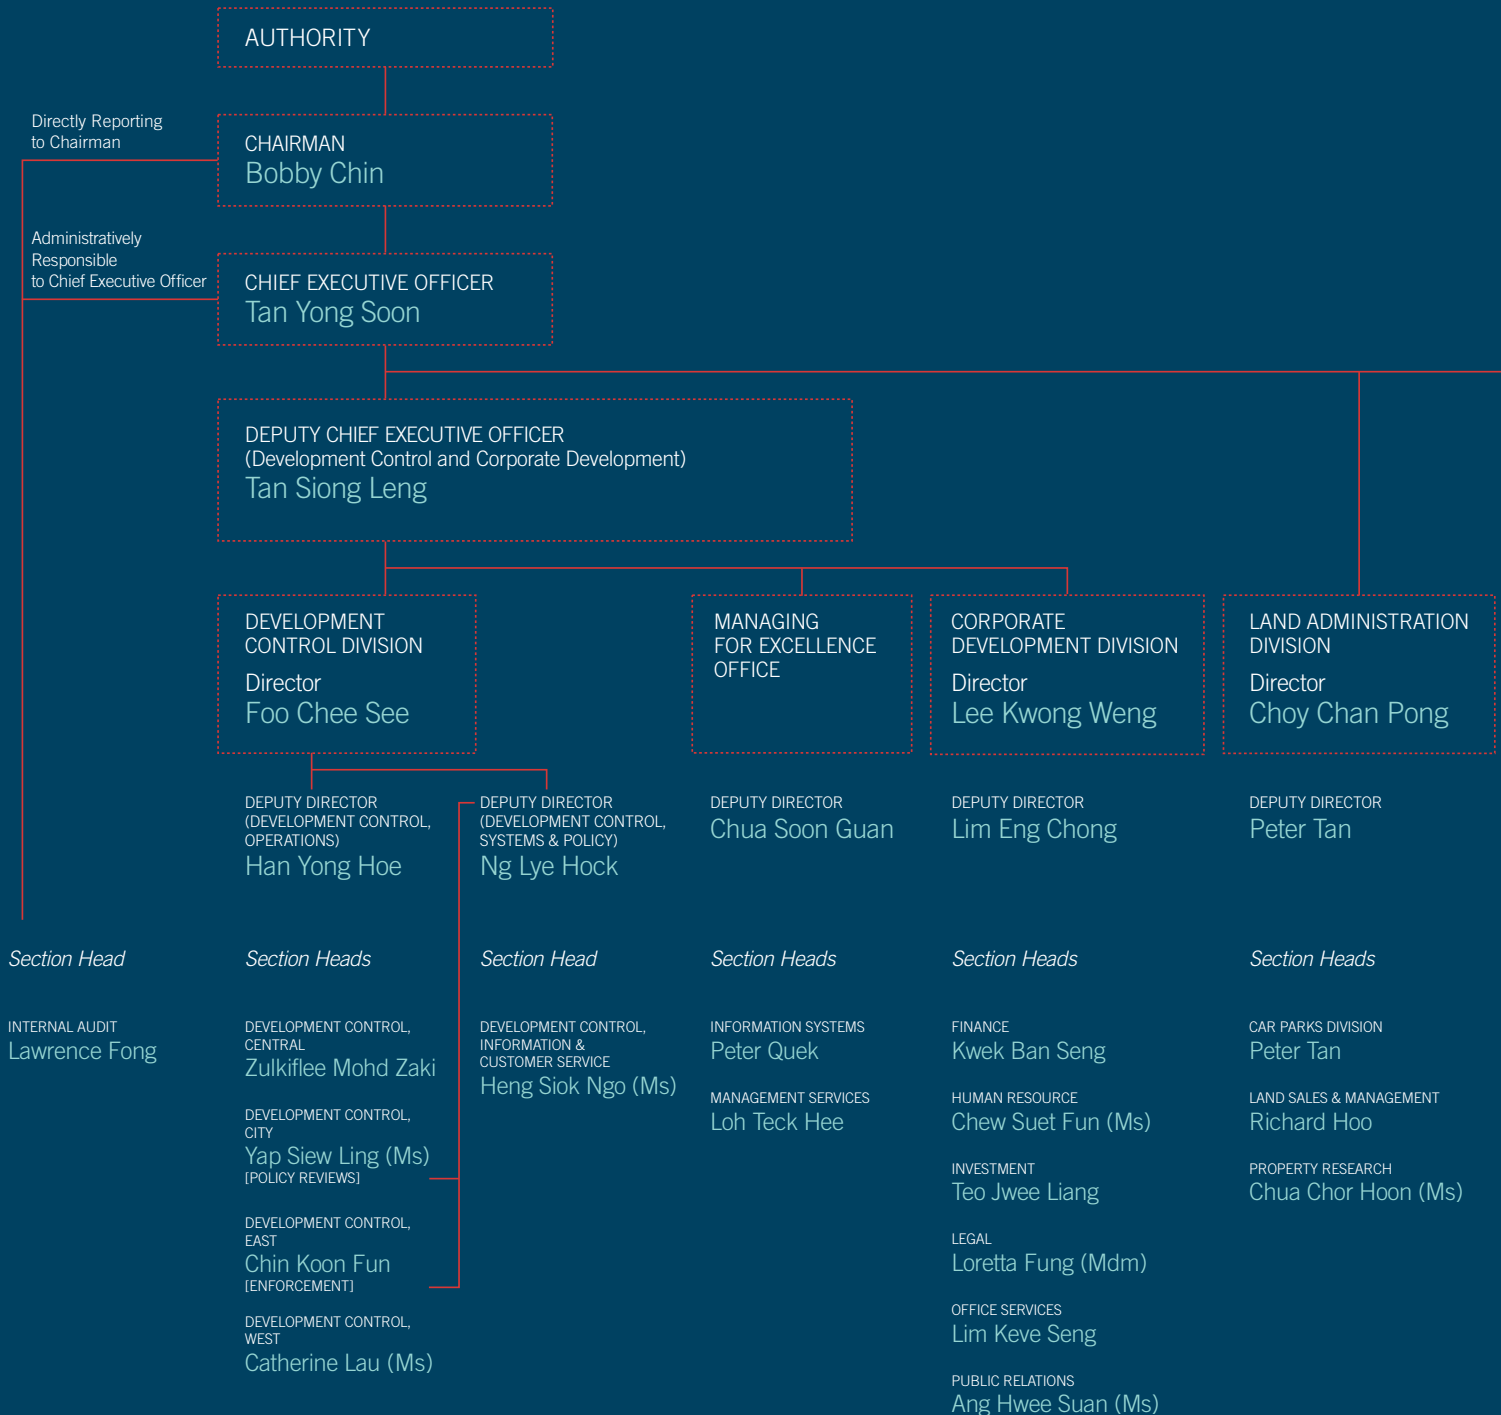 AUTHORITY
Directly Reporting
to Chairman
CHAIRMAN
Bobby Chin
Administratively
Responsible
to Chief Executive Officer
CHIEF EXECUTIVE OFFICER
Tan Yong Soon
DEPUTY CHIEF EXECUTIVE OFFICER
(Development Control and Corporate Development)
Tan Siong Leng
DEVELOPMENT
CONTROL DIVISION
Director
Foo Chee See
MANAGING
FOR EXCELLENCE
OFFICE
CORPORATE
DEVELOPMENT DIVISION
Director
Lee Kwong Weng
LAND ADMINISTRATION
DIVISION
Director
Choy Chan Pong
DEPUTY DIRECTOR
(DEVELOPMENT CONTROL,
OPERATIONS)
Han Yong Hoe
DEPUTY DIRECTOR
(DEVELOPMENT CONTROL,
SYSTEMS & POLICY)
Ng Lye Hock
DEPUTY DIRECTOR
Chua Soon Guan
DEPUTY DIRECTOR
Lim Eng Chong
DEPUTY DIRECTOR
Peter Tan
Section Head
INTERNAL AUDIT
Lawrence Fong
Section Heads
DEVELOPMENT CONTROL,
CENTRAL
Zulkiflee Mohd Zaki
DEVELOPMENT CONTROL,
CITY
Yap Siew Ling (Ms)
[POLICY REVIEWS]
DEVELOPMENT CONTROL,
EAST
Chin Koon Fun
[ENFORCEMENT]
DEVELOPMENT CONTROL,
WEST
Catherine Lau (Ms)
Section Head
DEVELOPMENT CONTROL,
INFORMATION &
CUSTOMER SERVICE
Heng Siok Ngo (Ms)
Section Heads
INFORMATION SYSTEMS
Peter Quek
MANAGEMENT SERVICES
Loh Teck Hee
Section Heads
FINANCE
Kwek Ban Seng
HUMAN RESOURCE
Chew Suet Fun (Ms)
INVESTMENT
Teo Jwee Liang
LEGAL
Loretta Fung (Mdm)
OFFICE SERVICES
Lim Keve Seng
PUBLIC RELATIONS
Ang Hwee Suan (Ms)
Section Heads
CAR PARKS DIVISION
Peter Tan
LAND SALES & MANAGEMENT
Richard Hoo
PROPERTY RESEARCH
Chua Chor Hoon (Ms)